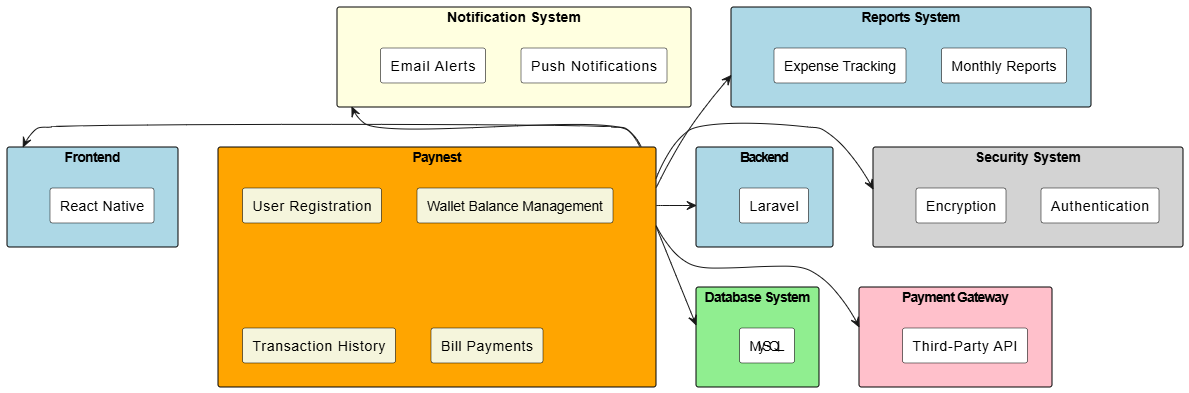 Notification System
Email Alerts
Push Notifications
Reports System
Expense Tracking
Monthly Reports
Frontend
React Native
Paynest
User Registration
Wallet Balance Management
Transaction History
Bill Payments
Backend
Laravel
Security System
Encryption
Authentication
Database System
MySQL
Payment Gateway
Third-Party API